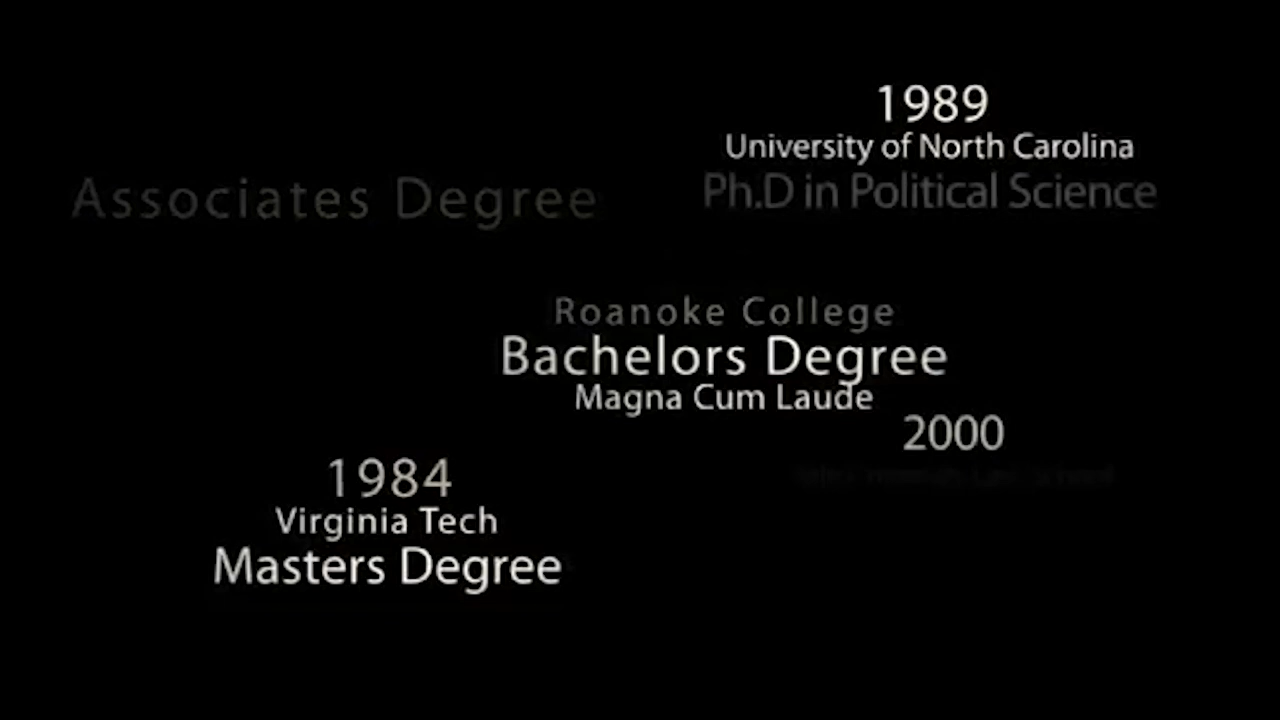 Associates Degree
1989
University of North Carolina
Ph.D in Political Science
Roanoke College
Bachelors Degree
Magna Cum Laude
2000
1984
Virginia Tech
Masters Degree